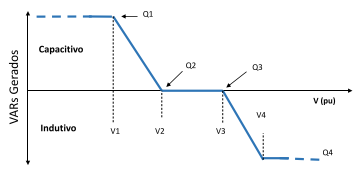 Q1
Capacitivo
Q2
Q3
VARs Gerados
V (pu)
V4
Indutivo
V1
V2
V3
Q4